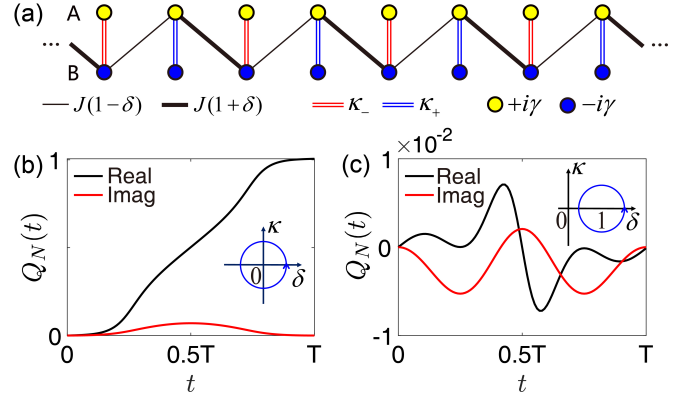 (a) A
... ...
B
J(1−δ) J(1+δ) κ₋ κ₊ +iγ −iγ
(b) (c) ×10⁻²
1 1
Real Real
Imag Imag
κ κ
0 1 δ
0 δ
Q_N(t) Q_N(t)
0
0 -1
0 0.5T T 0 0.5T T
t t